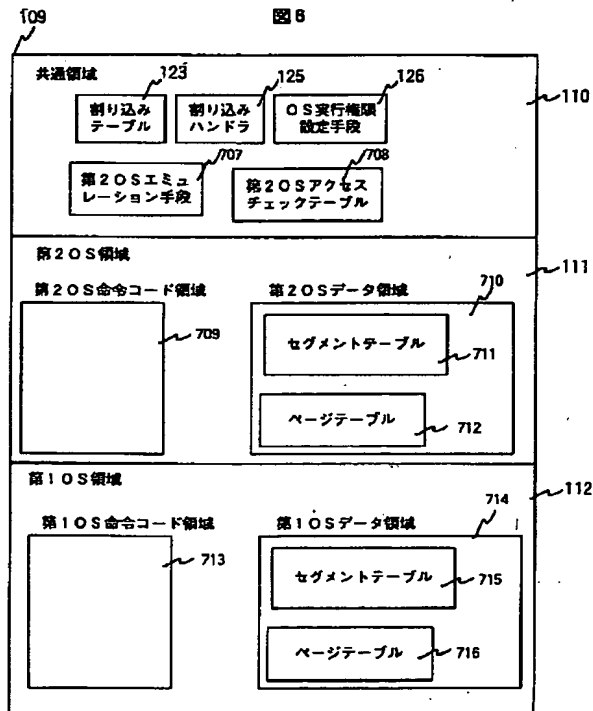 109
図6
共通領域
123
125
126
110
割り込み
テーブル
割り込み
ハンドラ
OS実行権限
設定手段
707
708
第2OSエミュ
レーション手段
第2OSアクセス
チェックテーブル
第2OS領域
111
第2OS命令コード領域
第2OSデータ領域
710
709
セグメントテーブル
711
ページテーブル
712
第1OS領域
112
714
第1OS命令コード領域
第1OSデータ領域
713
セグメントテーブル
715
ページテーブル
716